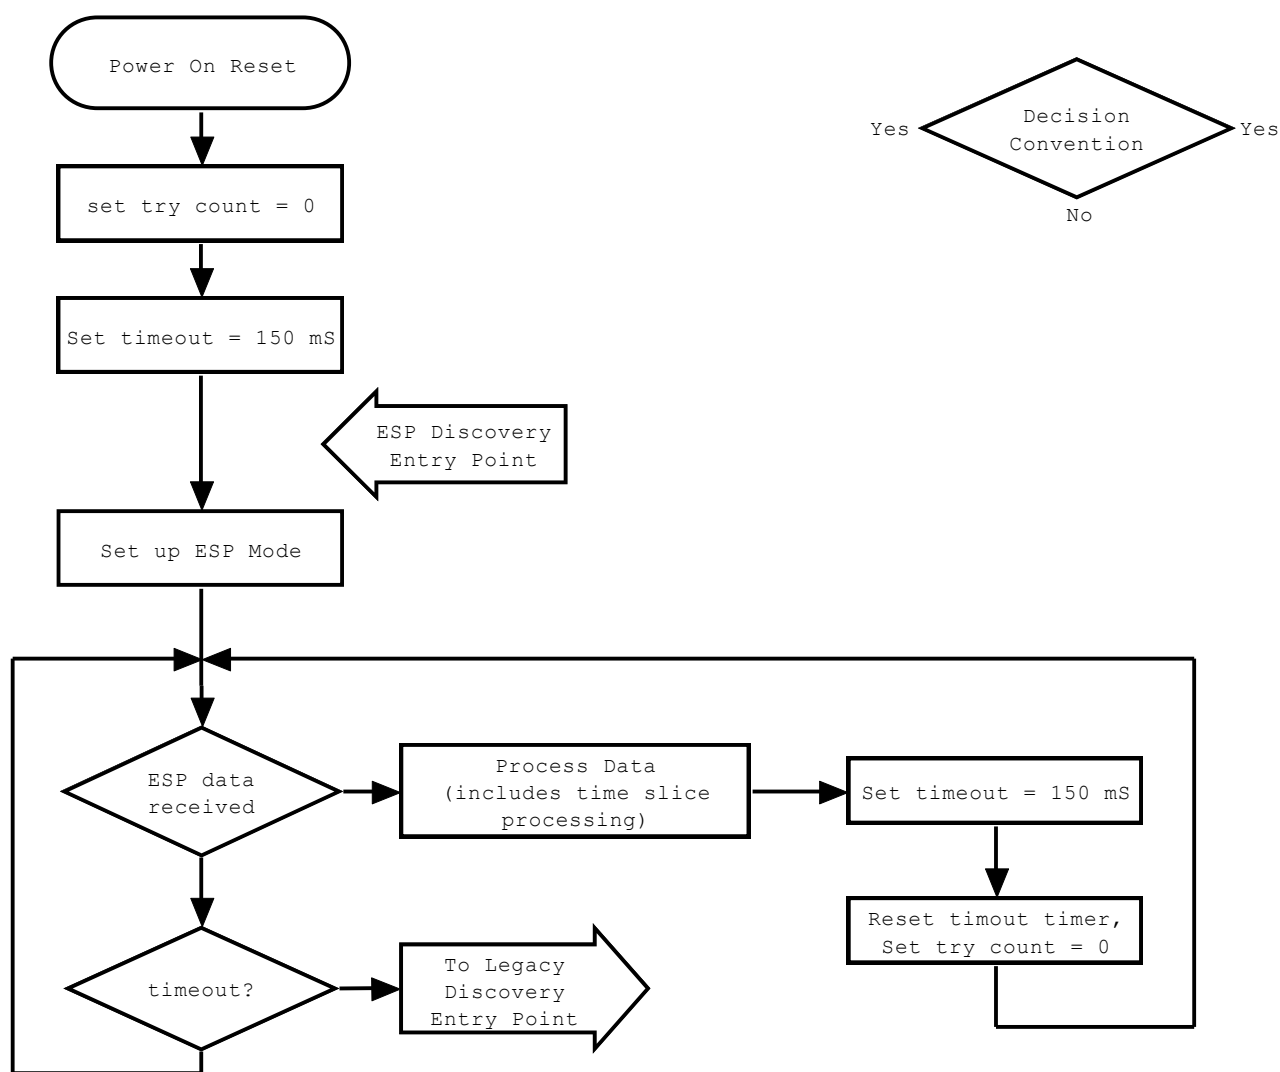 Power On Reset
Decision
Convention
Yes
Yes
No
set try count = 0
Set timeout = 150 mS
ESP Discovery
Entry Point
Set up ESP Mode
ESP data
received
Process Data
(includes time slice
processing)
Set timeout = 150 mS
Reset timout timer,
Set try count = 0
timeout?
To Legacy
Discovery
Entry Point